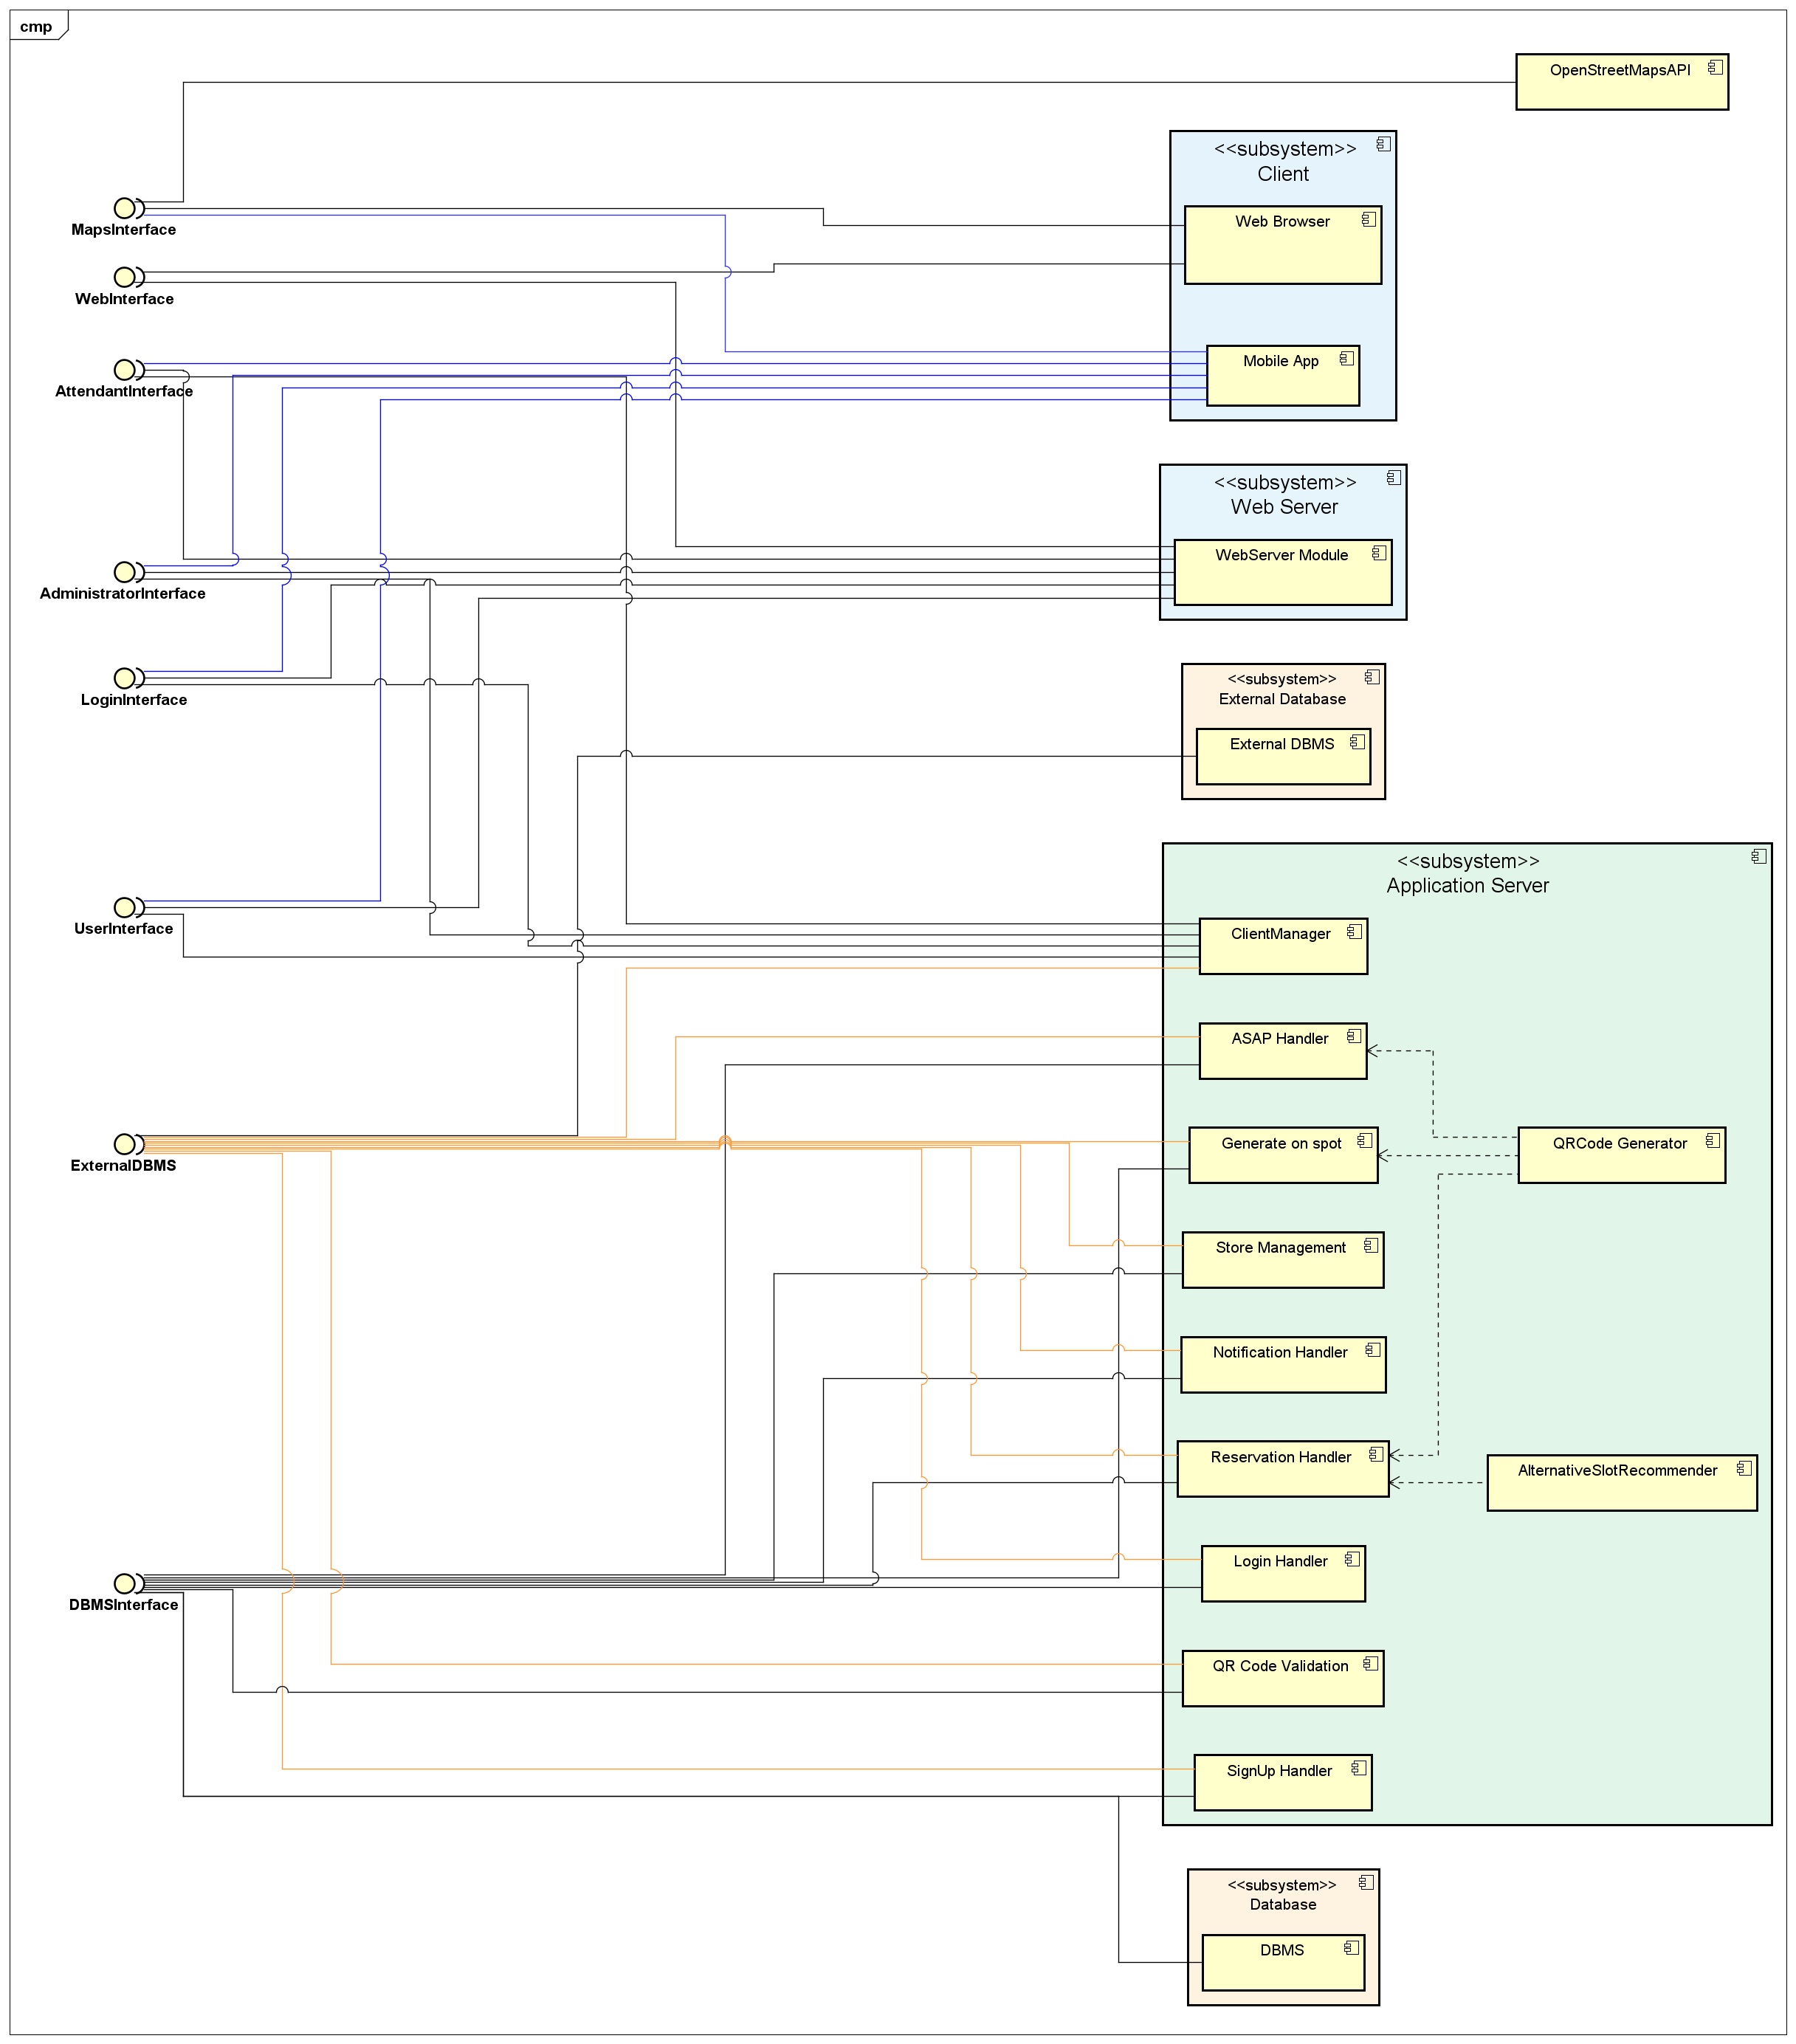 cmp
OpenStreetMapsAPI
<<subsystem>>
Client
Web Browser
MapsInterface
WebInterface
Mobile App
AttendantInterface
<<subsystem>>
Web Server
WebServer Module
AdministratorInterface
<<subsystem>>
External Database
LoginInterface
External DBMS
<<subsystem>>
Application Server
UserInterface
ClientManager
ASAP Handler
Generate on spot
QRCode Generator
ExternalDBMS
Store Management
Notification Handler
Reservation Handler
AlternativeSlotRecommender
Login Handler
DBMSInterface
QR Code Validation
SignUp Handler
<<subsystem>>
Database
DBMS